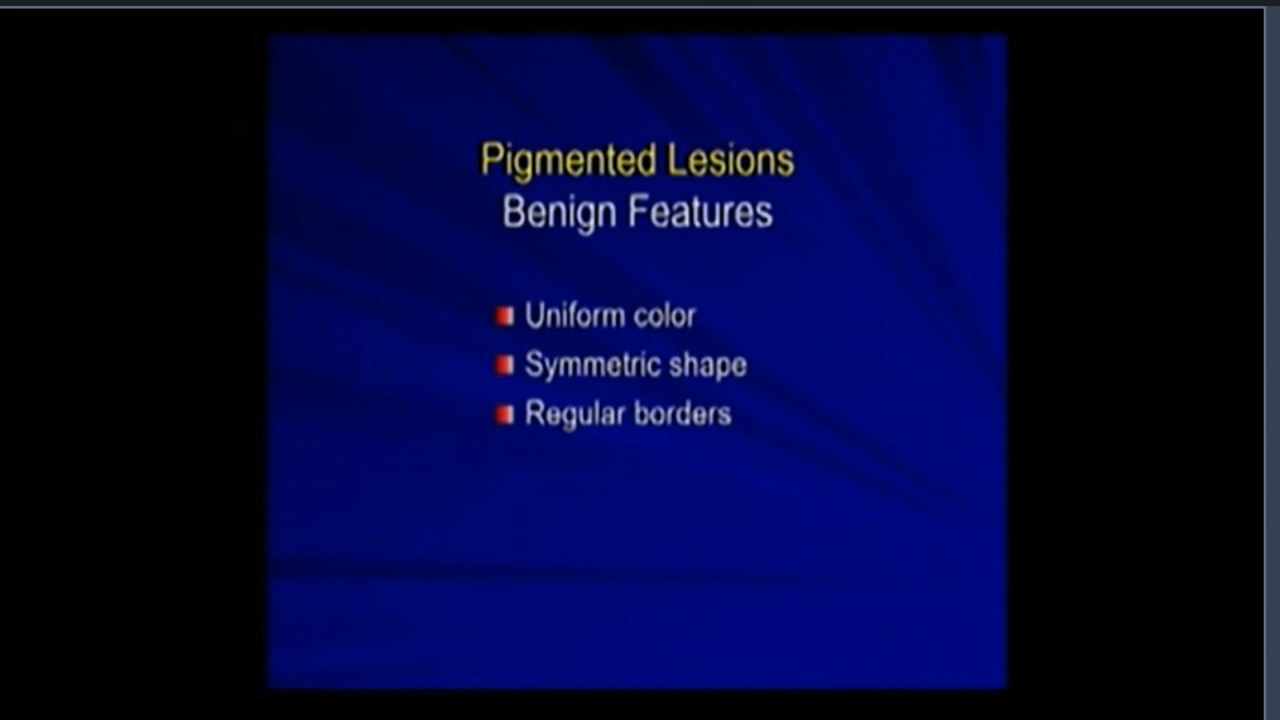 Pigmented Lesions
Benign Features
Uniform color
Symmetric shape
Regular borders